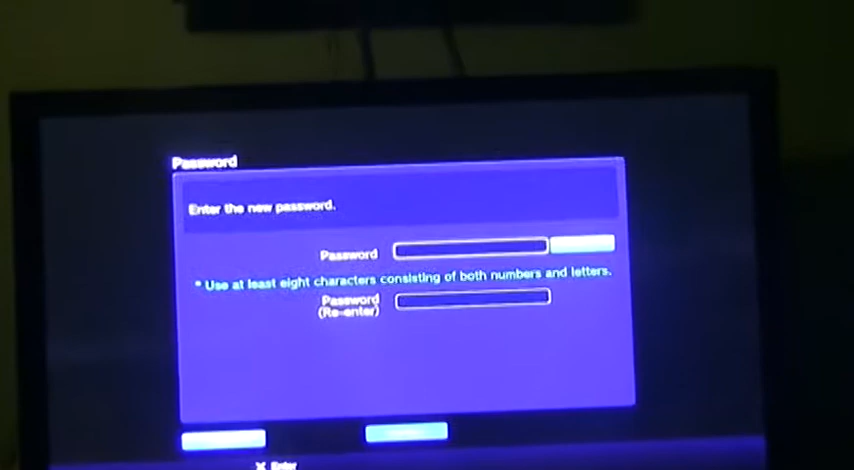 Password
Enter the new password.
Password
* Use at least eight characters consisting of both numbers and letters.
Password
(Re-enter)
X Enter